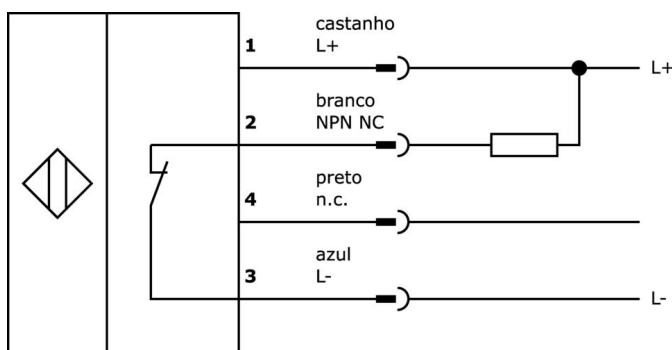 castanho
1 L+ L+
branco
2 NPN NC
preto
4 n.c.
azul
3 L- L-